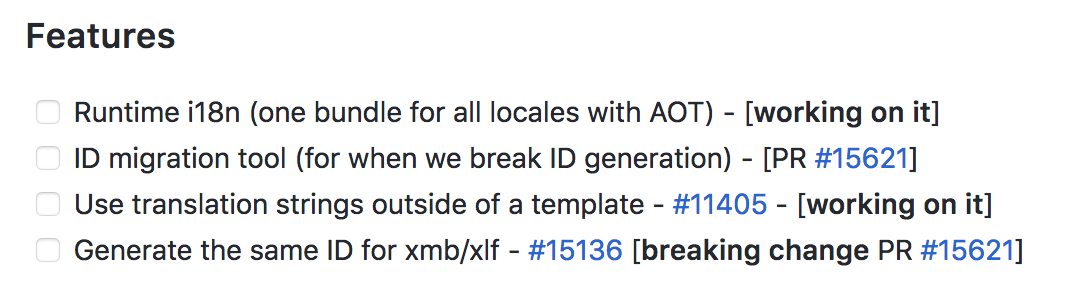 Features
Runtime i18n (one bundle for all locales with AOT) - [working on it]
ID migration tool (for when we break ID generation) - [PR #15621]
Use translation strings outside of a template - #11405 - [working on it]
Generate the same ID for xmb/xlf - #15136 [breaking change PR #15621]